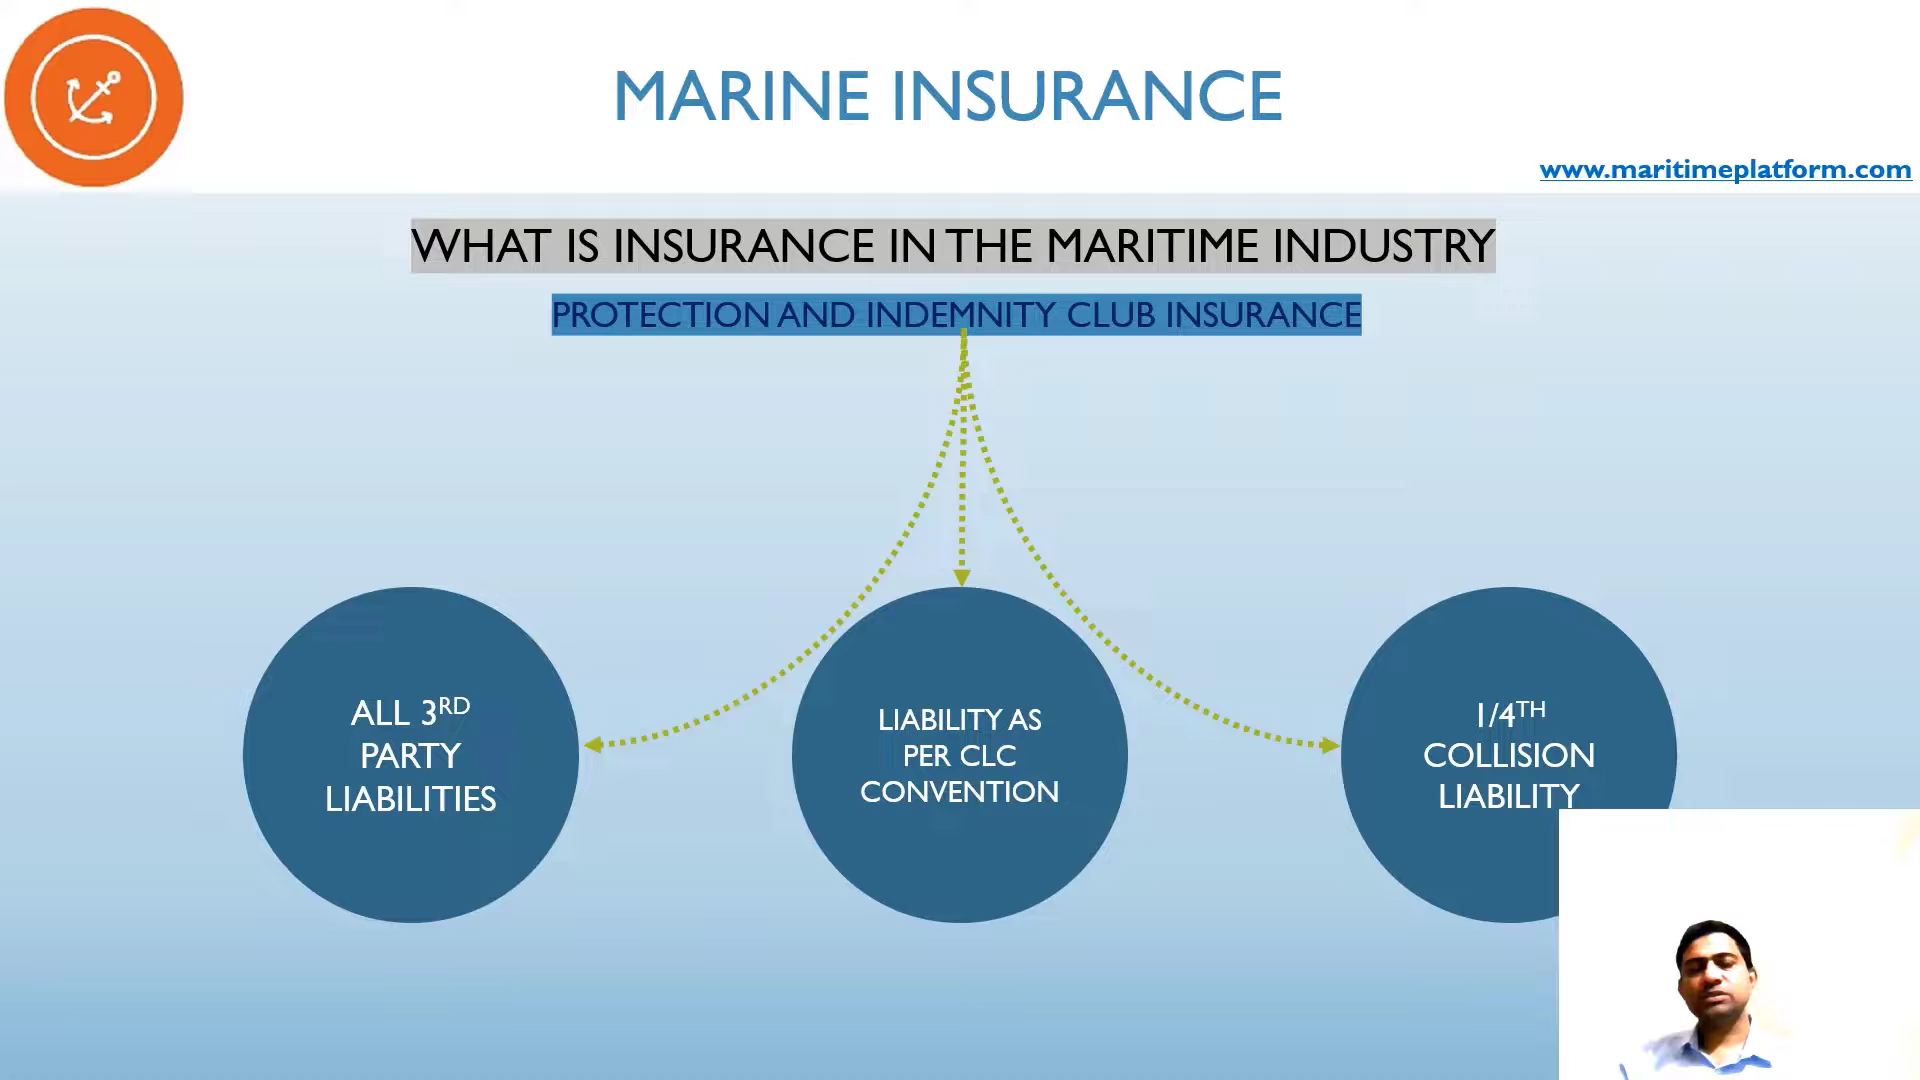 MARINE INSURANCE
www.maritimeplatform.com
WHAT IS INSURANCE IN THE MARITIME INDUSTRY
PROTECTION AND INDEMNITY CLUB INSURANCE
ALL 3RD
PARTY
LIABILITIES
LIABILITY AS
PER CLC
CONVENTION
1/4TH
COLLISION
LIABILITY